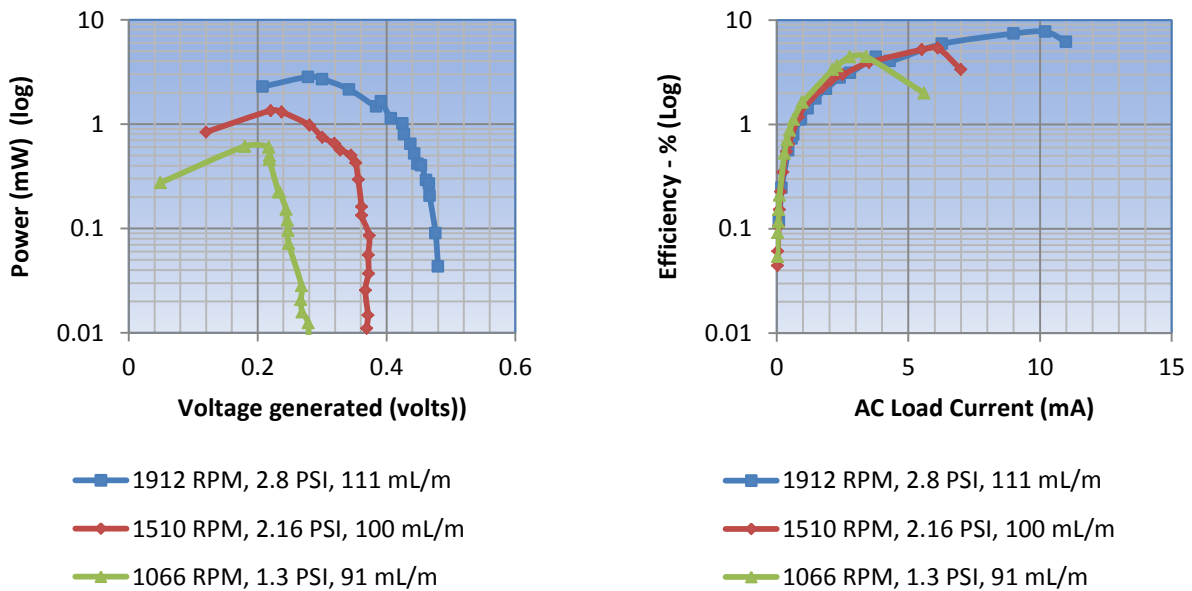 10
1
0.1
0.01
Power (mW)  (log)
0
0.2
0.4
0.6
Voltage generated (volts))
1912 RPM, 2.8 PSI, 111 mL/m
1510 RPM, 2.16 PSI, 100 mL/m
1066 RPM, 1.3 PSI, 91 mL/m
10
1
0.1
0.01
Efficiency - % (Log)
0
5
10
15
AC Load Current (mA)
1912 RPM, 2.8 PSI, 111 mL/m
1510 RPM, 2.16 PSI, 100 mL/m
1066 RPM, 1.3 PSI, 91 mL/m